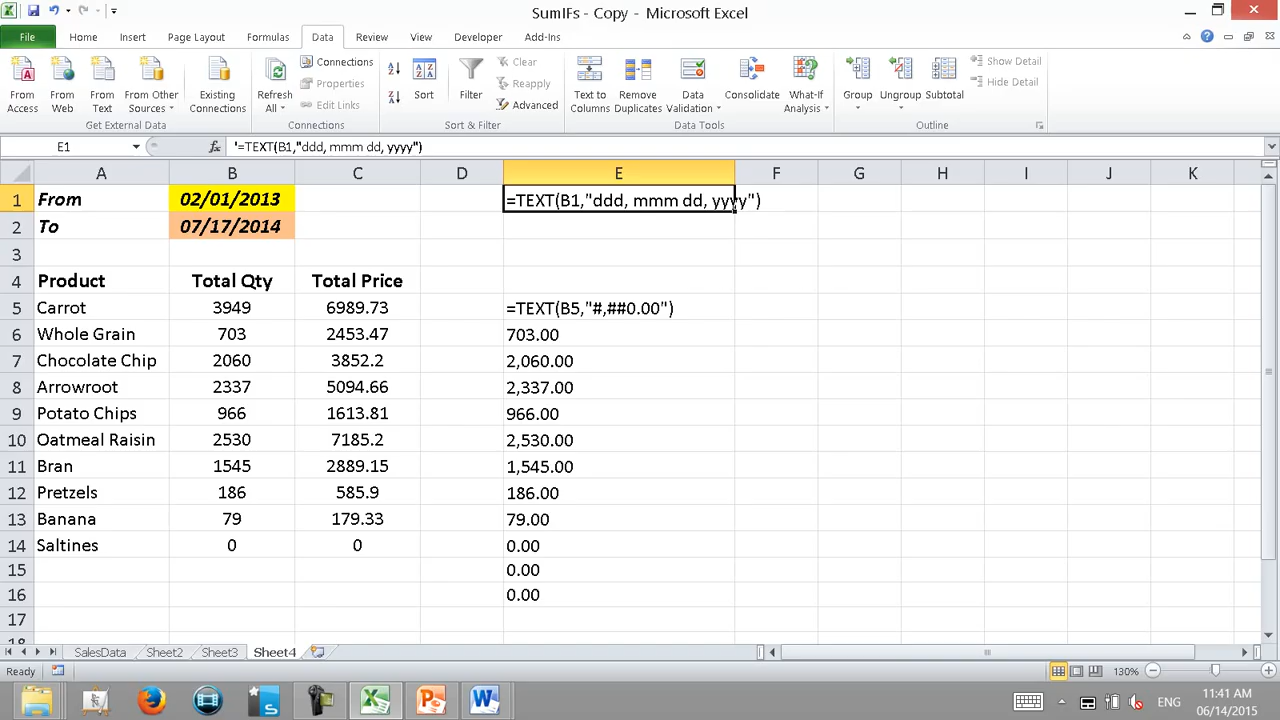 SumIFs - Copy - Microsoft Excel
File Home Insert Page Layout Formulas Data Review View Developer Add-Ins
From Access
From Web
From Text
From Other Sources
Existing Connections
Refresh All
Connections
Properties
Edit Links
Sort
Filter
Clear
Reapply
Advanced
Text to Columns
Remove Duplicates
Data Validation
Consolidate
What-If Analysis
Group
Ungroup
Subtotal
Show Detail
Hide Detail
Get External Data Connections Sort & Filter Data Tools Outline
E1 fx '=TEXT(B1,"ddd, mmm dd, yyyy")
A B C D E F G H I J K
1 From 02/01/2013 =TEXT(B1,"ddd, mmm dd, yyyy")
2 To 07/17/2014
3
4 Product Total Qty Total Price
5 Carrot 3949 6989.73 =TEXT(B5,"#,##0.00")
6 Whole Grain 703 2453.47 703.00
7 Chocolate Chip 2060 3852.2 2,060.00
8 Arrowroot 2337 5094.66 2,337.00
9 Potato Chips 966 1613.81 966.00
10 Oatmeal Raisin 2530 7185.2 2,530.00
11 Bran 1545 2889.15 1,545.00
12 Pretzels 186 585.9 186.00
13 Banana 79 179.33 79.00
14 Saltines 0 0 0.00
15 0.00
16 0.00
17
18
SalesData Sheet2 Sheet3 Sheet4
Ready 130%
ENG 11:41 AM
06/14/2015